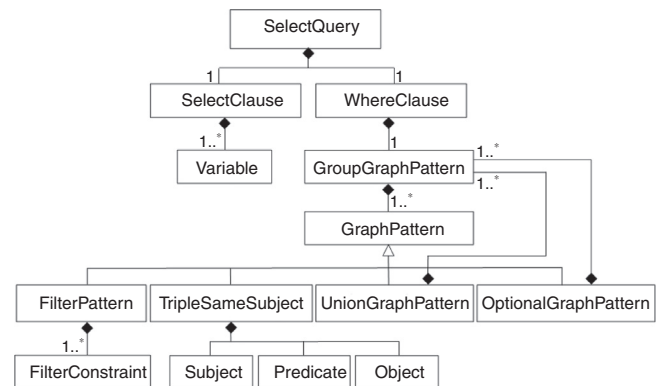 SelectQuery
1 1
SelectClause WhereClause
1..* 1 1..*
Variable GroupGraphPattern 1..*
1..*
GraphPattern
FilterPattern TripleSameSubject UnionGraphPattern OptionalGraphPattern
1..*
FilterConstraint Subject Predicate Object